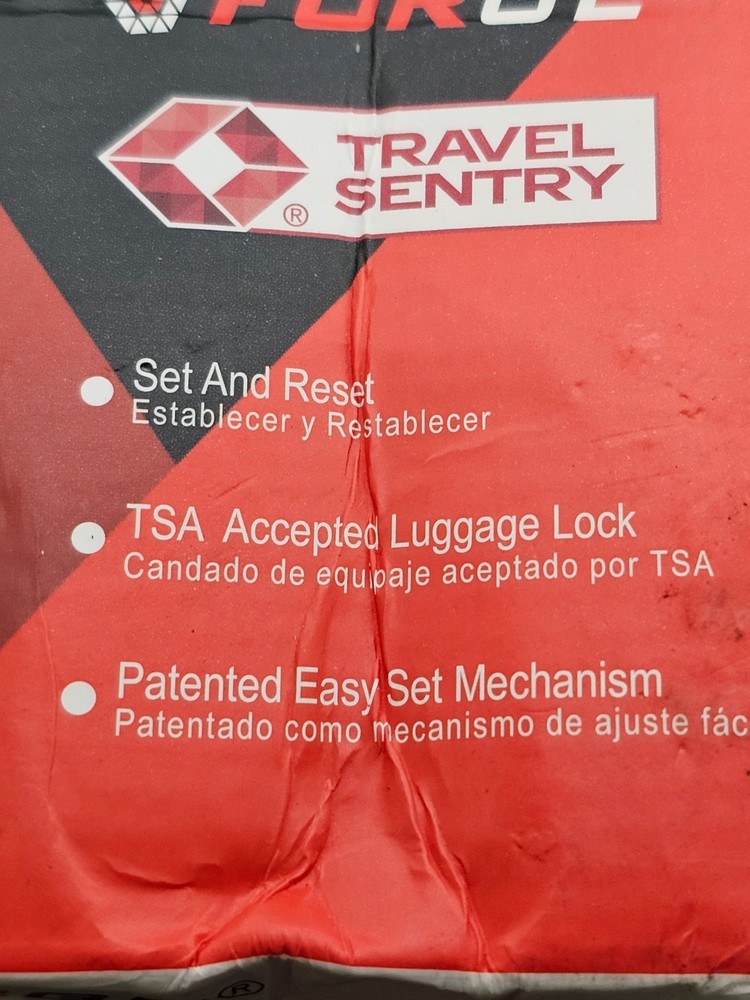 TRAVEL
SENTRY
®
Set And Reset
Establecer y Restablecer
TSA Accepted Luggage Lock
Candado de equipaje aceptado por TSA
Patented Easy Set Mechanism
Patentado como mecanismo de ajuste
®